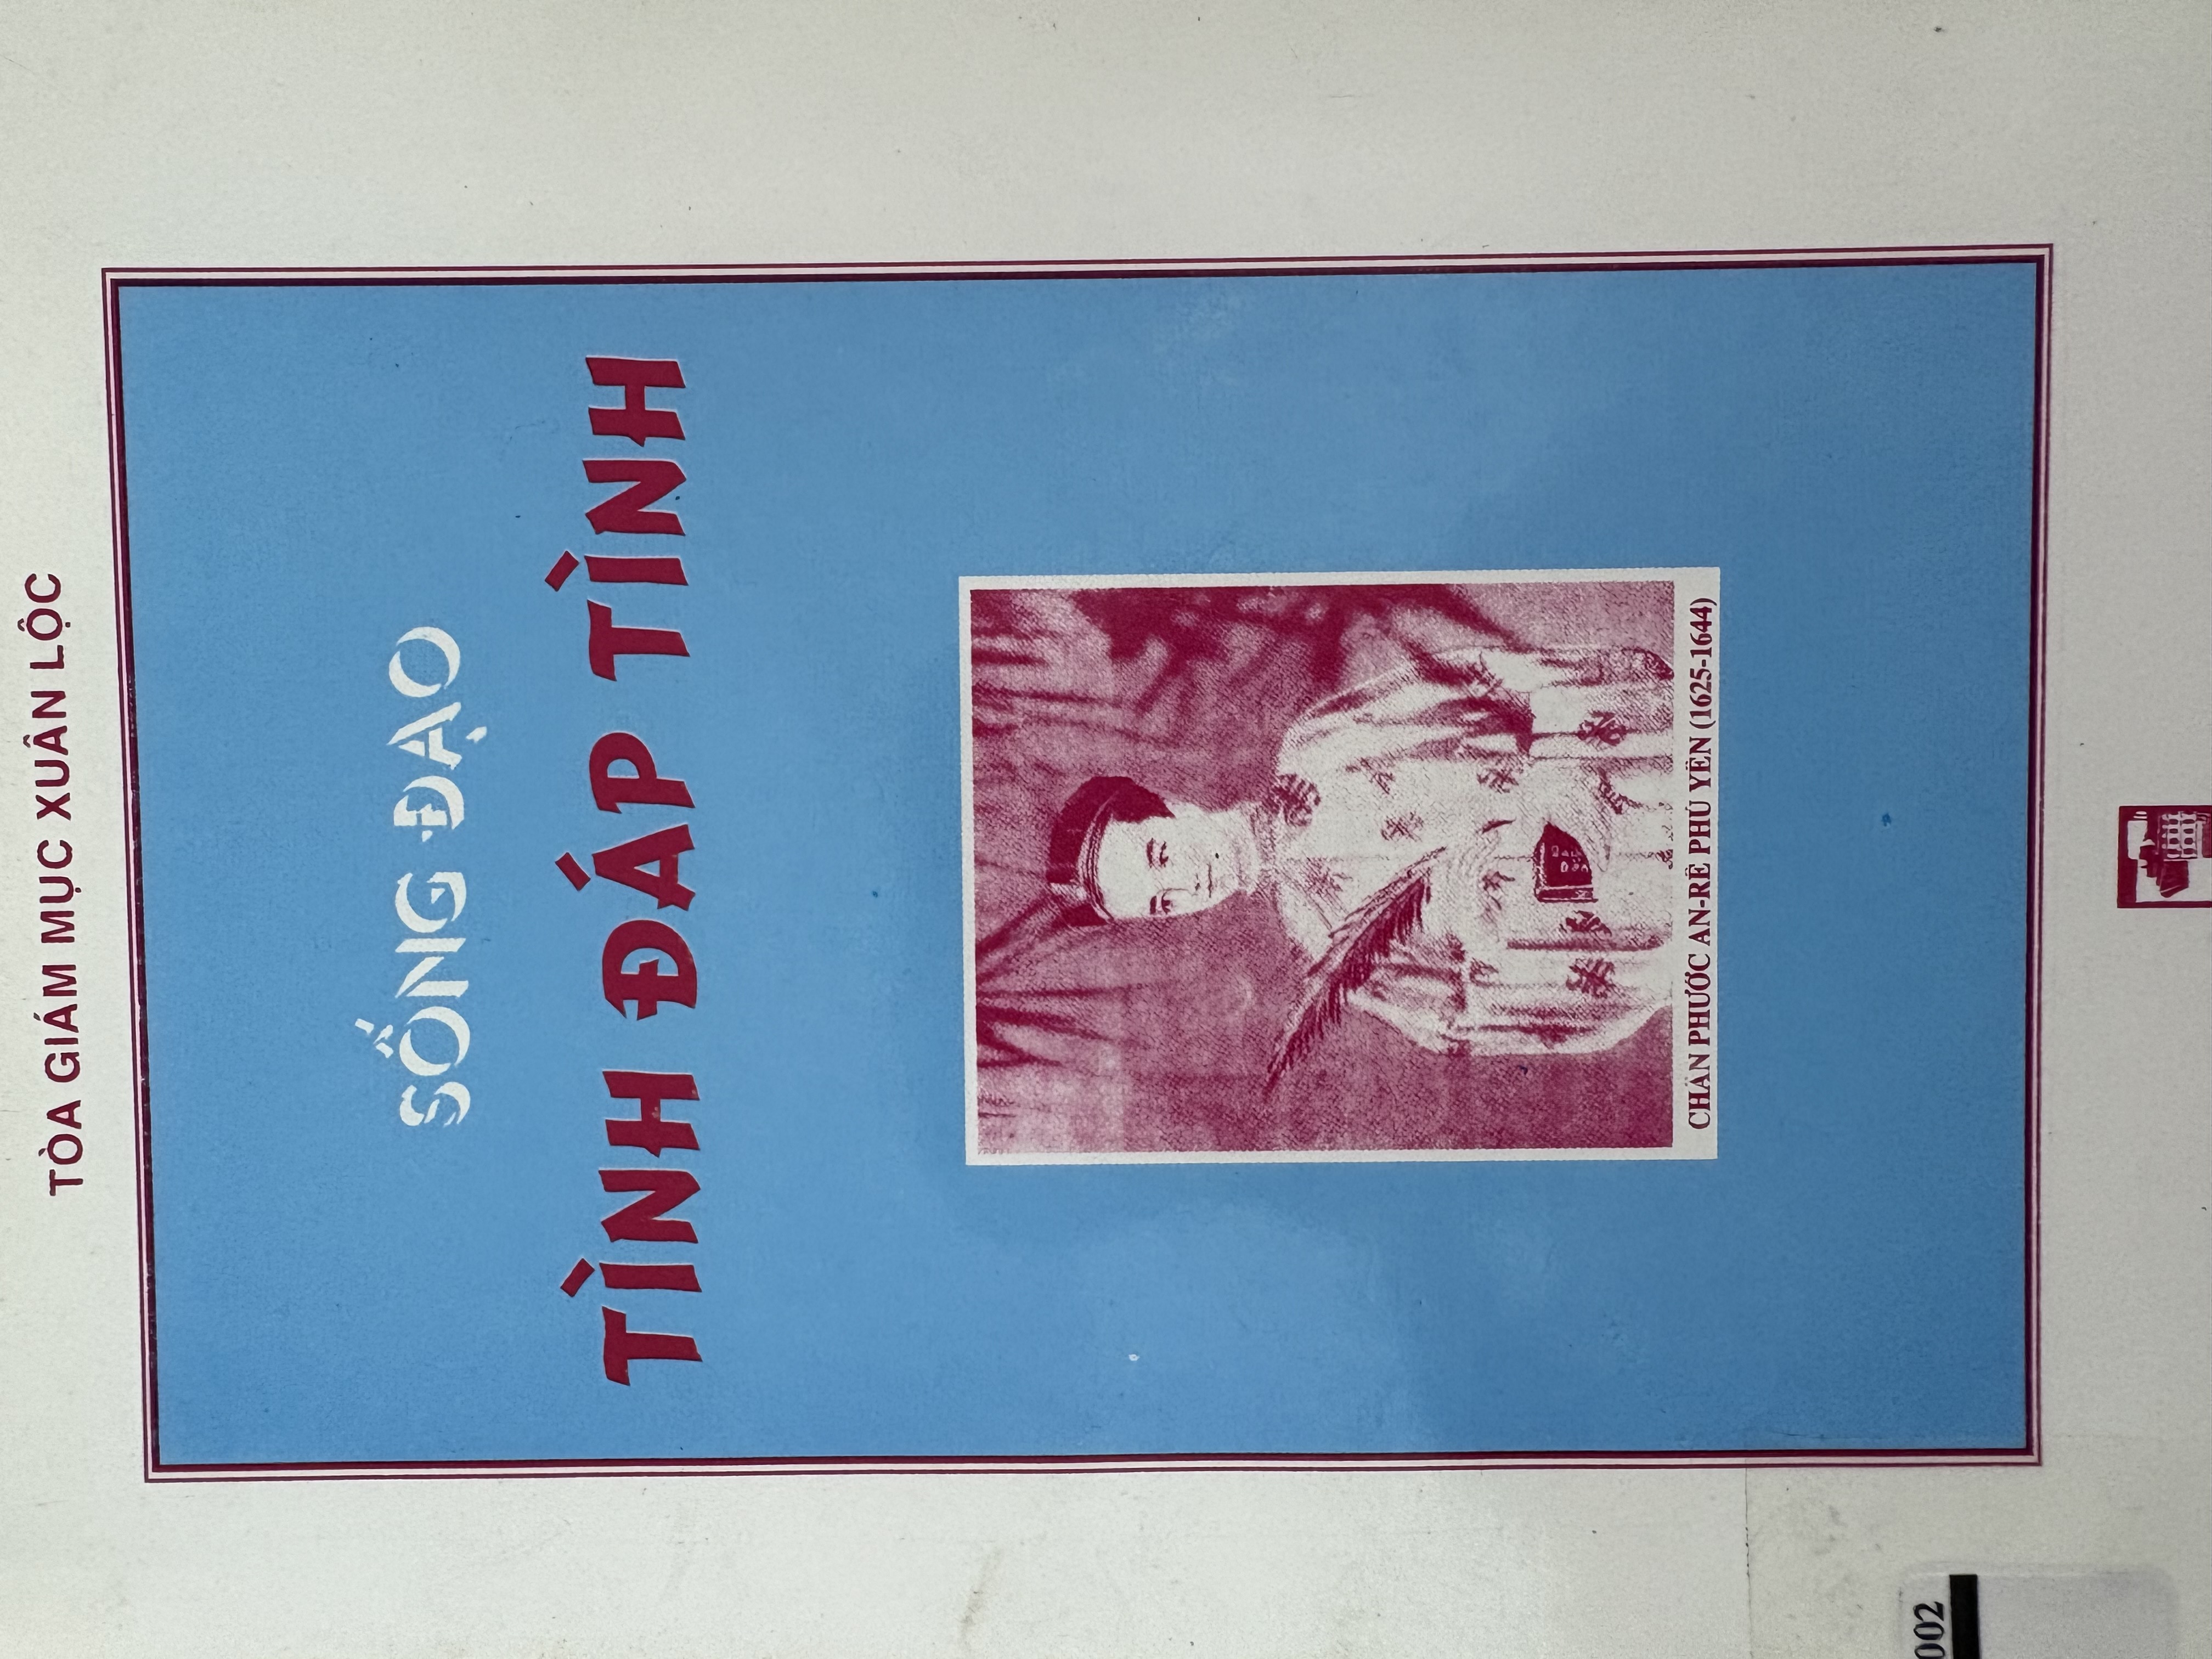 TÒA GIÁM MỤC XUÂN LỘC
SỐNG ĐẠO
TÌNH ĐÁP TÌNH
CHÂN PHƯỚC AN-RÊ PHÚ YÊN (1625-1644)
002